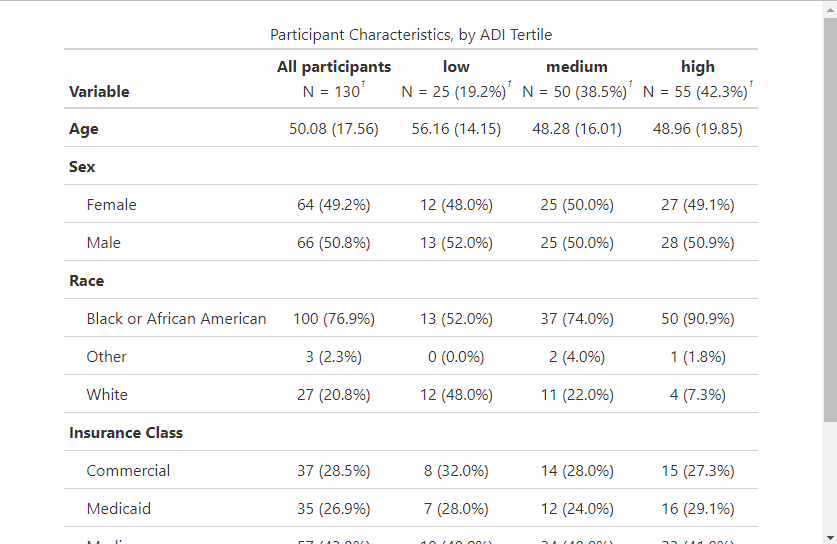 Participant Characteristics, by ADI Tertile
All participants low medium high
Variable N = 130¹ N = 25 (19.2%)¹ N = 50 (38.5%)¹ N = 55 (42.3%)¹
Age 50.08 (17.56) 56.16 (14.15) 48.28 (16.01) 48.96 (19.85)
Sex
Female 64 (49.2%) 12 (48.0%) 25 (50.0%) 27 (49.1%)
Male 66 (50.8%) 13 (52.0%) 25 (50.0%) 28 (50.9%)
Race
Black or African American 100 (76.9%) 13 (52.0%) 37 (74.0%) 50 (90.9%)
Other 3 (2.3%) 0 (0.0%) 2 (4.0%) 1 (1.8%)
White 27 (20.8%) 12 (48.0%) 11 (22.0%) 4 (7.3%)
Insurance Class
Commercial 37 (28.5%) 8 (32.0%) 14 (28.0%) 15 (27.3%)
Medicaid 35 (26.9%) 7 (28.0%) 12 (24.0%) 16 (29.1%)